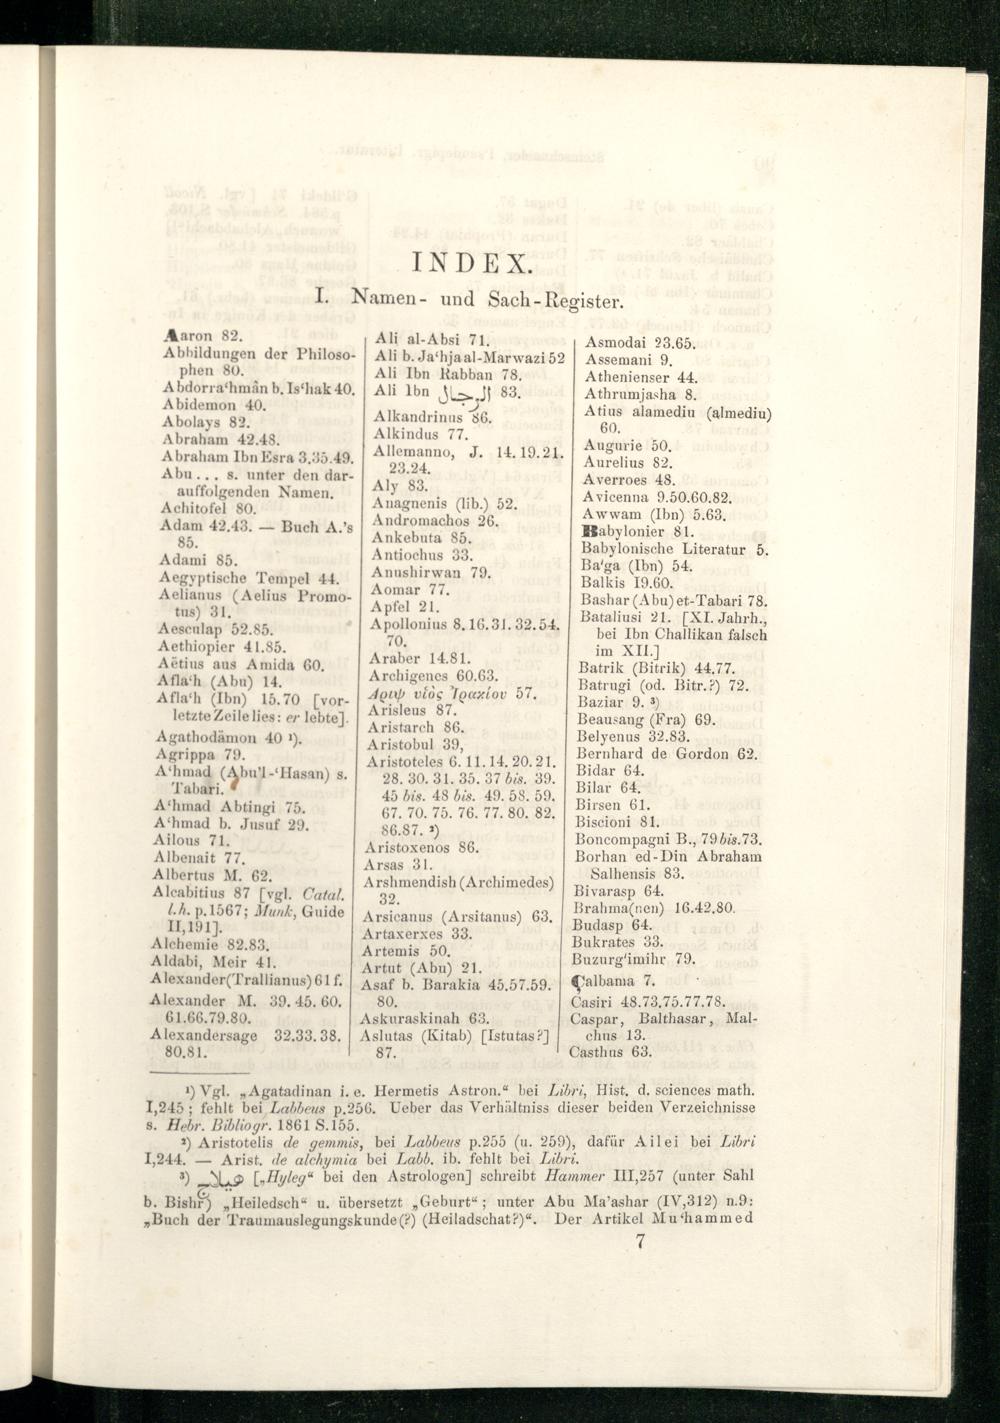 INDEX.
I. Namen- und Sach-Register.
Aaron 82.
Abbildungen der Philoso-
phen 80.
Abdorra‘hmân b. Is‘hak 40.
Abidemon 40.
Abolays 82.
Abraham 42.48.
Abraham Ibn Esra 3.35.49.
Abu ... s. unter den dar-
auffolgenden Namen.
Achitofel 80.
Adam 42.43. — Buch A.'s
85.
Adami 85.
Aegyptische Tempel 44.
Aelianus (Aelius Promo-
tus) 31.
Aesculap 52.85.
Aethiopier 41.85.
Aëtius aus Amida 60.
Afla‘h (Abu) 14.
Afla‘h (Ibn) 15.70 [vor-
letzte Zeile lies: er lebte].
Agathodämon 40 ¹).
Agrippa 79.
A‘hmad (Abu'l-‘Hasan) s.
Tabari.
A‘hmad Abtingi 75.
A‘hmad b. Jusuf 29.
Ailous 71.
Albenait 77.
Albertus M. 62.
Alcabitius 87 [vgl. Catal.
l.h. p.1567; Munk, Guide
II,191].
Alchemie 82.83.
Aldabi, Meir 41.
Alexander (Trallianus) 61 f.
Alexander M. 39. 45. 60.
61.66.79.80.
Alexandersage 32.33.38.
80.81.
Ali al-Absi 71.
Ali b. Ja‘hja al-Marwazi 52
Ali Ibn Rabban 78.
Ali Ibn الرجال 83.
Alkandrinus 86.
Alkindus 77.
Allemanno, J. 14.19.21.
23.24.
Aly 83.
Anagnenis (lib.) 52.
Andromachos 26.
Ankebuta 85.
Antiochus 33.
Anushirwan 79.
Aomar 77.
Apfel 21.
Apollonius 8.16.31.32.54.
70.
Araber 14.81.
Archigenes 60.63.
υἱὸς 57.
Arisleus 87.
Aristarch 86.
Aristobul 39,
Aristoteles 6.11.14.20.21.
28. 30. 31. 35. 37 bis. 39.
45 bis. 48 bis. 49. 58. 59.
67. 70. 75. 76. 77. 80. 82.
86.87. ²)
Aristoxenos 86.
Arsas 31.
Arshmendish (Archimedes)
32.
Arsicanus (Arsitanus) 63.
Artaxerxes 33.
Artemis 50.
Artut (Abu) 21.
Asaf b. Barakia 45.57.59.
80.
Askuraskinah 63.
Aslutas (Kitab) [Istutas?]
87.
Asmodai 23.65.
Assemani 9.
Athenienser 44.
Athrumjasha 8.
Atius alamediu (almediu)
60.
Augurie 50.
Aurelius 82.
Averroes 48.
Avicenna 9.50.60.82.
Awwam (Ibn) 5.63.
Babylonier 81.
Babylonische Literatur 5.
Ba'ga (Ibn) 54.
Balkis 19.60.
Bashar (Abu) et-Tabari 78.
Bataliusi 21. [XI. Jahrh.,
bei Ibn Challikan falsch
im XII.]
Batrik (Bitrik) 44.77.
Batrugi (od. Bitr.?) 72.
Baziar 9. ³)
Beausang (Fra) 69.
Belyenus 32.83.
Bernhard de Gordon 62.
Bidar 64.
Bilar 64.
Birsen 61.
Biscioni 81.
Boncompagni B., 79 bis.73.
Borhan ed-Din Abraham
Salhensis 83.
Bivarasp 64.
Brahma(nen) 16.42.80.
Budasp 64.
Bukrates 33.
Buzurg'imihr 79.
Çalbama 7.
Casiri 48.73.75.77.78.
Caspar, Balthasar, Mal-
chus 13.
Casthus 63.
¹) Vgl. „Agatadinan i. e. Hermetis Astron.“ bei Libri, Hist. d. sciences math.
I,245; fehlt bei Labbeus p.256. Ueber das Verhältniss dieser beiden Verzeichnisse
s. Hebr. Bibliogr. 1861 S.155.
²) Aristotelis de gemmis, bei Labbeus p.255 (u. 259), dafür Ailei bei Libri
I,244. — Arist. de alchymia bei Labb. ib. fehlt bei Libri.
³) هيلاج [„Hyleg“ bei den Astrologen] schreibt Hammer III,257 (unter Sahl
b. Bishr) „Heiledsch“ u. übersetzt „Geburt“; unter Abu Ma'ashar (IV,312) n.9:
„Buch der Traumauslegungskunde(?) (Heiladschat?)“. Der Artikel Mu‘hammed
7